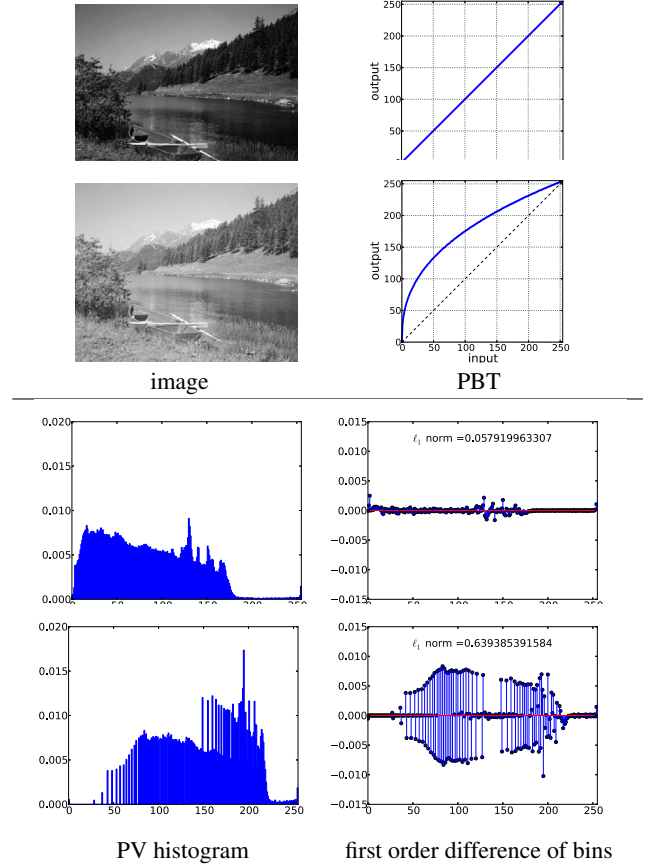 250
200
150
100
50
output
250
200
150
100
50
0
output
0 50 100 150 200 250
input
image PBT
0.020
0.015
0.010
0.005
0.000
50 100 150 200 250
0.015
0.010
0.005
0.000
−0.005
−0.010
−0.015
ℓ₁ norm =0.057919963307
0 50 100 150 200 250
0.020
0.015
0.010
0.005
0.000
0 50 100 150 200 250
0.015
0.010
0.005
0.000
−0.005
−0.010
−0.015
ℓ₁ norm =0.639385391584
0 50 100 150 200 250
PV histogram first order difference of bins